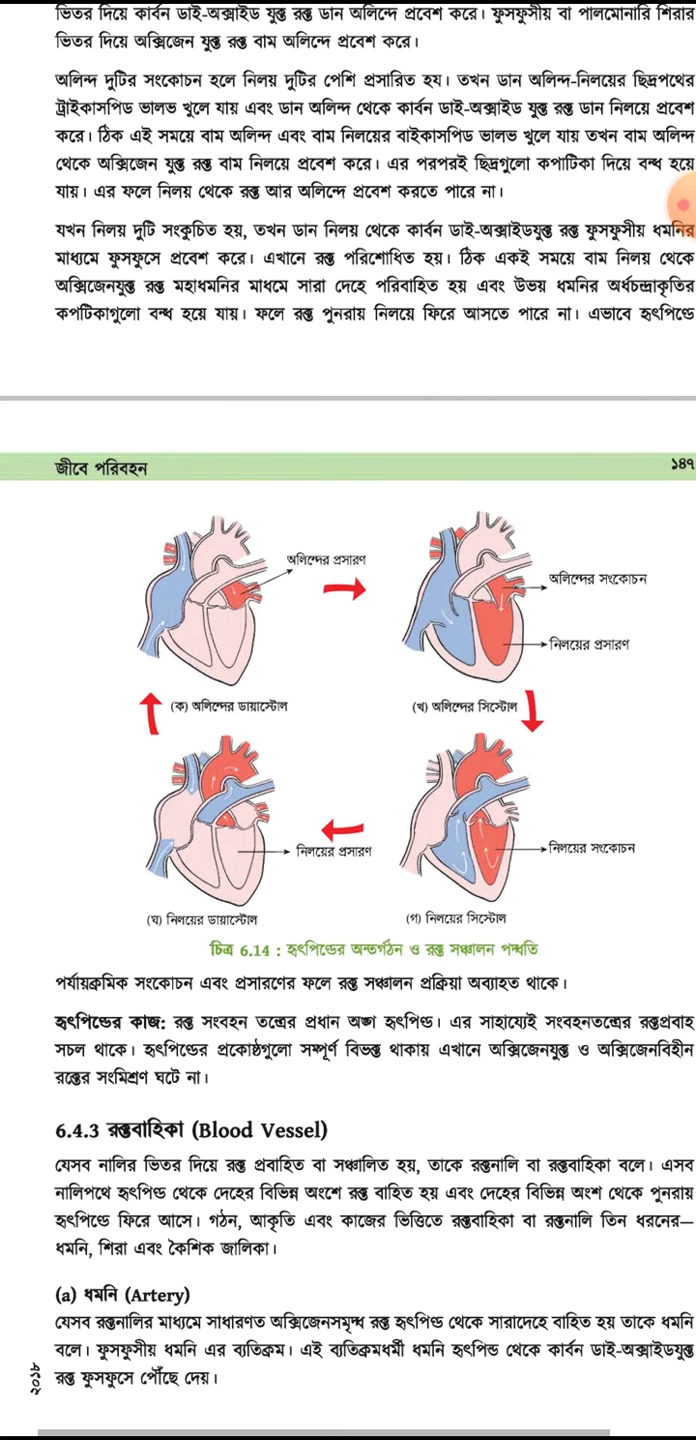 ভিতর দিয়ে কার্বন ডাই-অক্সাইড যুক্ত রক্ত ডান অলিন্দে প্রবেশ করে। ফুসফুসীয় বা পালমোনারি শিরার
ভিতর দিয়ে অক্সিজেন যুক্ত রক্ত বাম অলিন্দে প্রবেশ করে।
অলিন্দ দুটির সংকোচন হলে নিলয় দুটির পেশি প্রসারিত হয। তখন ডান অলিন্দ-নিলয়ের ছিদ্রপথের
ট্রাইকাসপিড ভালভ খুলে যায় এবং ডান অলিন্দ থেকে কার্বন ডাই-অক্সাইড যুক্ত রক্ত ডান নিলয়ে প্রবেশ
করে। ঠিক এই সময়ে বাম অলিন্দ এবং বাম নিলয়ের বাইকাসপিড ভালভ খুলে যায় তখন বাম অলিন্দ
থেকে অক্সিজেন যুক্ত রক্ত বাম নিলয়ে প্রবেশ করে। এর পরপরই ছিদ্রগুলো কপাটিকা দিয়ে বন্ধ হয়ে
যায়। এর ফলে নিলয় থেকে রক্ত আর অলিন্দে প্রবেশ করতে পারে না।
যখন নিলয় দুটি সংকুচিত হয়, তখন ডান নিলয় থেকে কার্বন ডাই-অক্সাইডযুক্ত রক্ত ফুসফুসীয় ধমনির
মাধ্যমে ফুসফুসে প্রবেশ করে। এখানে রক্ত পরিশোধিত হয়। ঠিক একই সময়ে বাম নিলয় থেকে
অক্সিজেনযুক্ত রক্ত মহাধমনির মাধমে সারা দেহে পরিবাহিত হয় এবং উভয় ধমনির অর্ধচন্দ্রাকৃতির
কপটিকাগুলো বন্ধ হয়ে যায়। ফলে রক্ত পুনরায় নিলয়ে ফিরে আসতে পারে না। এভাবে হৃৎপিণ্ডে
জীবে পরিবহন ১৪৭
অলিন্দের প্রসারণ
অলিন্দের সংকোচন
নিলয়ের প্রসারণ
(ক) অলিন্দের ডায়াস্টোল
(খ) অলিন্দের সিস্টোল
নিলয়ের প্রসারণ
নিলয়ের সংকোচন
(ঘ) নিলয়ের ডায়াস্টোল
(গ) নিলয়ের সিস্টোল
চিত্র 6.14 : হৃৎপিণ্ডের অন্তর্গঠন ও রক্ত সঞ্চালন পদ্ধতি
পর্যায়ক্রমিক সংকোচন এবং প্রসারণের ফলে রক্ত সঞ্চালন প্রক্রিয়া অব্যাহত থাকে।
হৃৎপিণ্ডের কাজ: রক্ত সংবহন তন্ত্রের প্রধান অঙ্গ হৃৎপিণ্ড। এর সাহায্যেই সংবহনতন্ত্রের রক্তপ্রবাহ
সচল থাকে। হৃৎপিণ্ডের প্রকোষ্ঠগুলো সম্পূর্ণ বিভক্ত থাকায় এখানে অক্সিজেনযুক্ত ও অক্সিজেনবিহীন
রক্তের সংমিশ্রণ ঘটে না।
6.4.3 রক্তবাহিকা (Blood Vessel)
যেসব নালির ভিতর দিয়ে রক্ত প্রবাহিত বা সঞ্চালিত হয়, তাকে রক্তনালি বা রক্তবাহিকা বলে। এসব
নালিপথে হৃৎপিন্ড থেকে দেহের বিভিন্ন অংশে রক্ত বাহিত হয় এবং দেহের বিভিন্ন অংশ থেকে পুনরায়
হৃৎপিন্ডে ফিরে আসে। গঠন, আকৃতি এবং কাজের ভিত্তিতে রক্তবাহিকা বা রক্তনালি তিন ধরনের—
ধমনি, শিরা এবং কৈশিক জালিকা।
(a) ধমনি (Artery)
যেসব রক্তনালির মাধ্যমে সাধারণত অক্সিজেনসমৃদ্ধ রক্ত হৃৎপিন্ড থেকে সারাদেহে বাহিত হয় তাকে ধমনি
বলে। ফুসফুসীয় ধমনি এর ব্যতিক্রম। এই ব্যতিক্রমধর্মী ধমনি হৃৎপিন্ড থেকে কার্বন ডাই-অক্সাইডযুক্ত
রক্ত ফুসফুসে পৌঁছে দেয়।
২০১৮